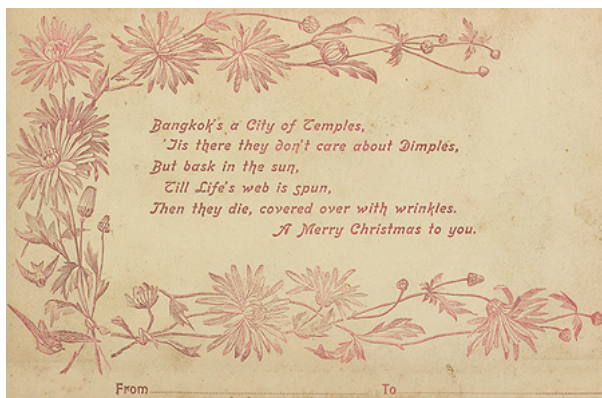 Bangkok's a City of Temples,
'Tis there they don't care about Dimples,
But bask in the sun,
Till Life's web is spun,
Then they die, covered over with wrinkles.
A Merry Christmas to you.
From
To